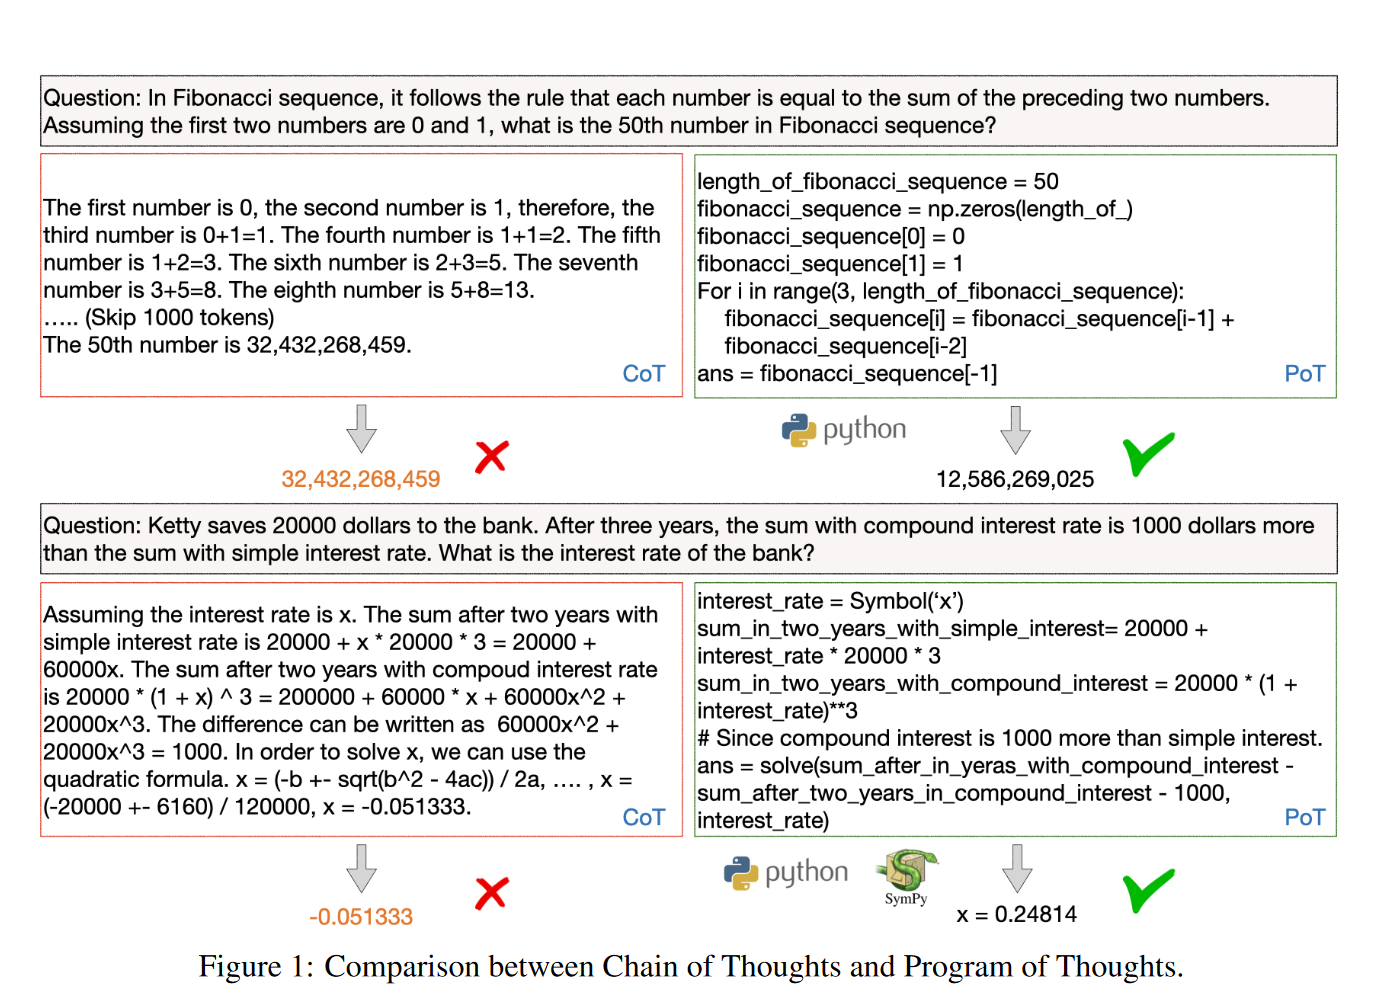 Question: In Fibonacci sequence, it follows the rule that each number is equal to the sum of the preceding two numbers.
Assuming the first two numbers are 0 and 1, what is the 50th number in Fibonacci sequence?
The first number is 0, the second number is 1, therefore, the
third number is 0+1=1. The fourth number is 1+1=2. The fifth
number is 1+2=3. The sixth number is 2+3=5. The seventh
number is 3+5=8. The eighth number is 5+8=13.
….. (Skip 1000 tokens)
The 50th number is 32,432,268,459.
CoT
length_of_fibonacci_sequence = 50
fibonacci_sequence = np.zeros(length_of_)
fibonacci_sequence[0] = 0
fibonacci_sequence[1] = 1
For i in range(3, length_of_fibonacci_sequence):
fibonacci_sequence[i] = fibonacci_sequence[i-1] +
fibonacci_sequence[i-2]
ans = fibonacci_sequence[-1]
PoT
python
32,432,268,459
12,586,269,025
Question: Ketty saves 20000 dollars to the bank. After three years, the sum with compound interest rate is 1000 dollars more
than the sum with simple interest rate. What is the interest rate of the bank?
Assuming the interest rate is x. The sum after two years with
simple interest rate is 20000 + x * 20000 * 3 = 20000 +
60000x. The sum after two years with compoud interest rate
is 20000 * (1 + x) ^ 3 = 200000 + 60000 * x + 60000x^2 +
20000x^3. The difference can be written as  60000x^2 +
20000x^3 = 1000. In order to solve x, we can use the
quadratic formula. x = (-b +- sqrt(b^2 - 4ac)) / 2a, …. , x =
(-20000 +- 6160) / 120000, x = -0.051333.
CoT
interest_rate = Symbol(‘x’)
sum_in_two_years_with_simple_interest= 20000 +
interest_rate * 20000 * 3
sum_in_two_years_with_compound_interest = 20000 * (1 +
interest_rate)**3
# Since compound interest is 1000 more than simple interest.
ans = solve(sum_after_in_yeras_with_compound_interest -
sum_after_two_years_in_compound_interest - 1000,
interest_rate)
PoT
python
SymPy
-0.051333
x = 0.24814
Figure 1: Comparison between Chain of Thoughts and Program of Thoughts.